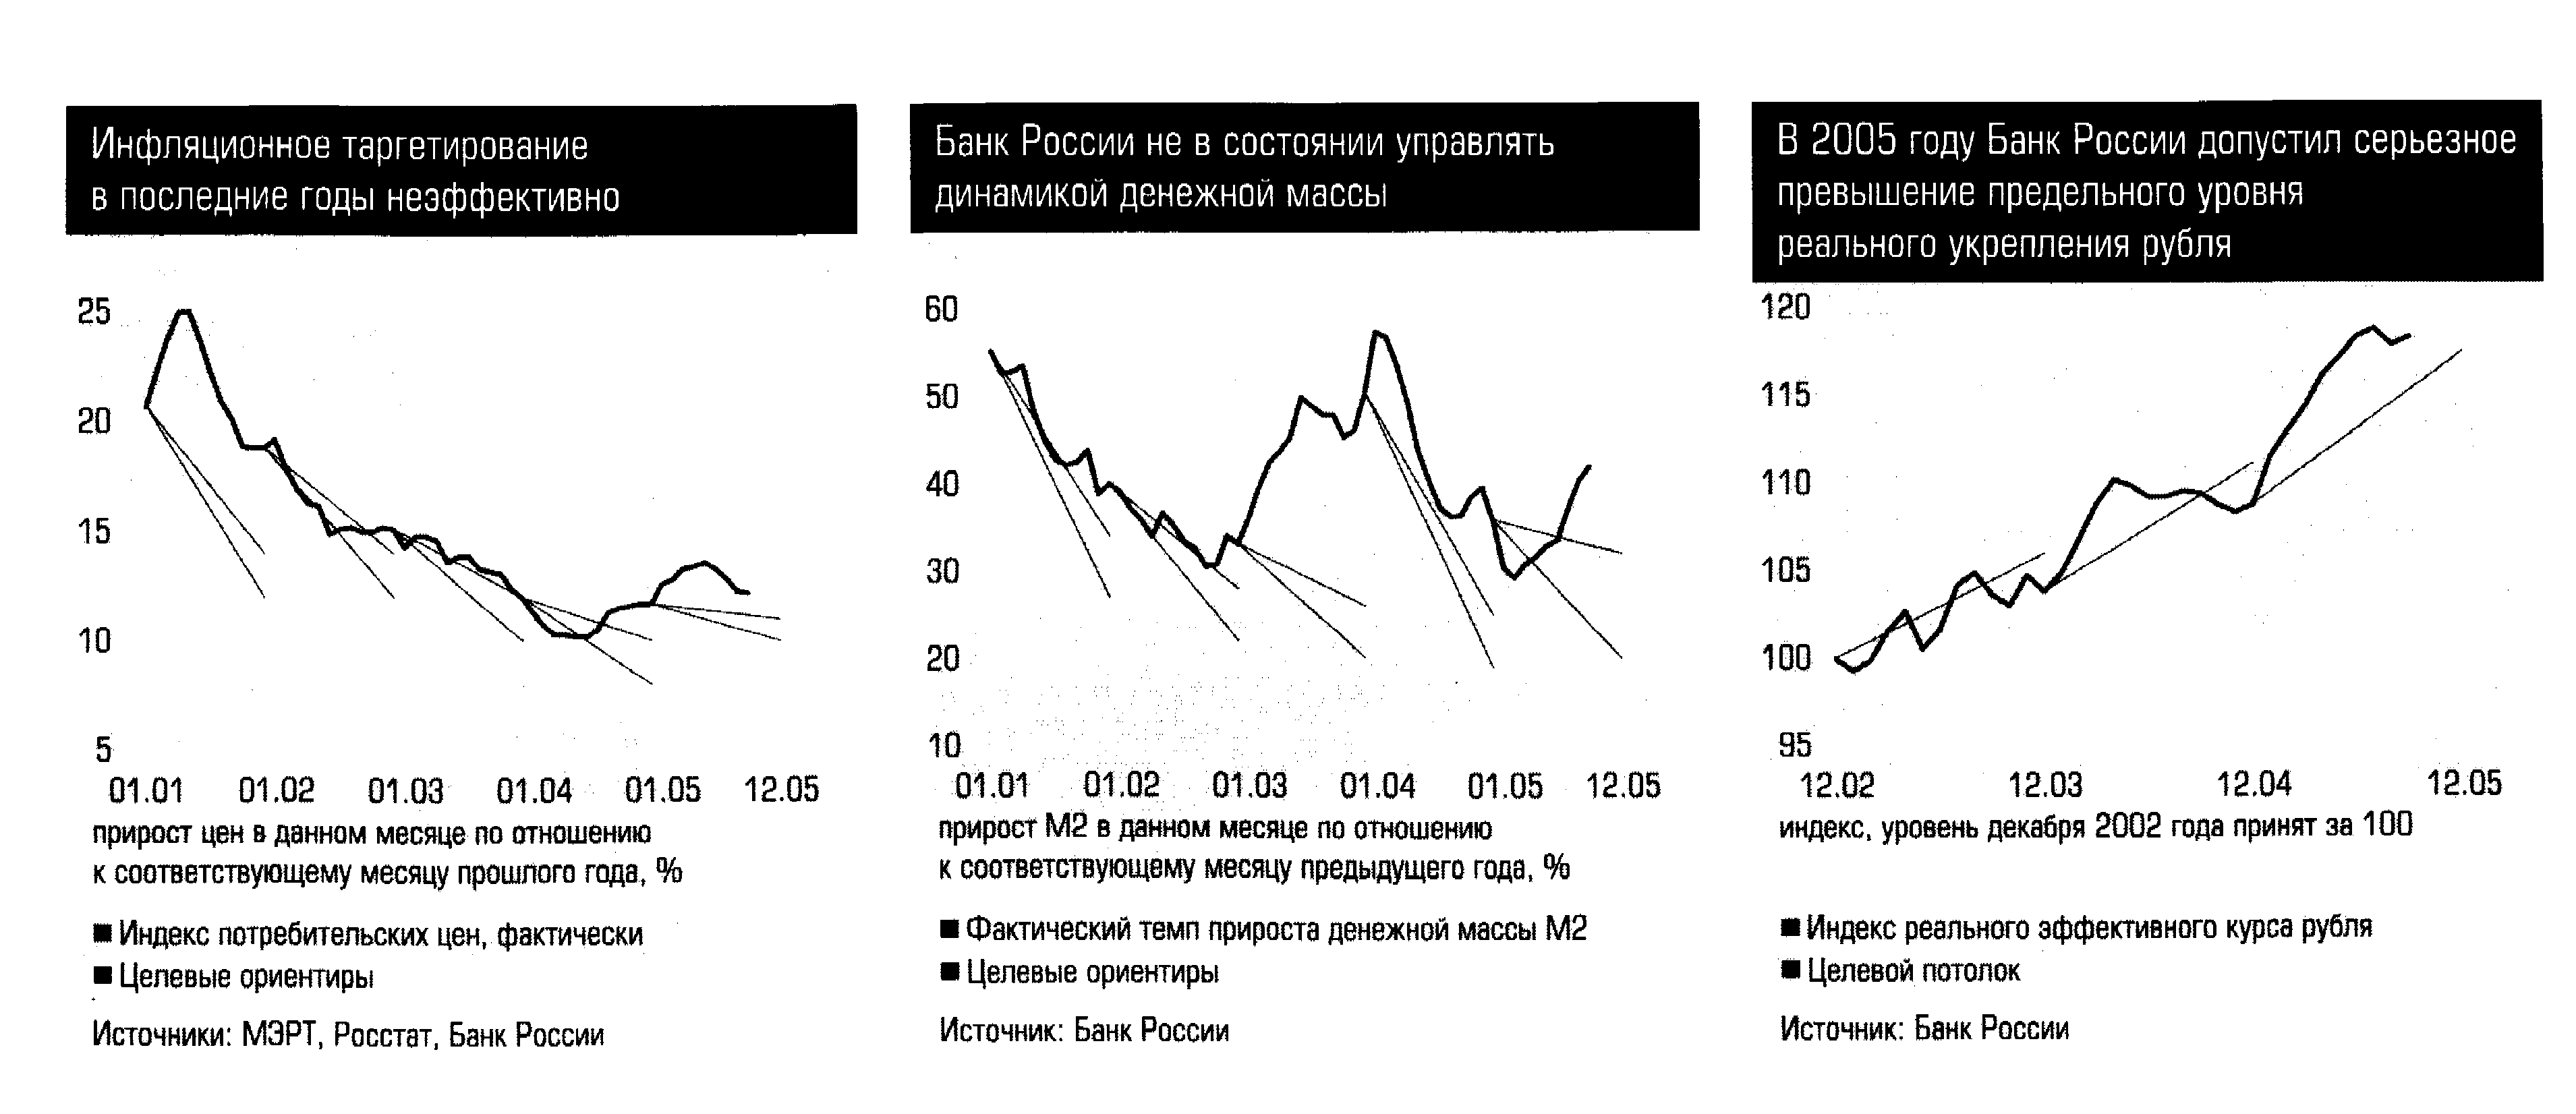 Инфляционное таргетирование
в последние годы неэффективно
25
20
15
10
5
01.01 01.02 01.03 01.04 01.05 12.05
прирост цен в данном месяце по отношению
к соответствующему месяцу прошлого года, %
Индекс потребительских цен, фактически
Целевые ориентиры
Источники: МЭРТ, Росстат, Банк России
Банк России не в состоянии управлять
динамикой денежной массы
60
50
40
30
20
10
01.01 01.02 01.03 01.04 01.05 12.05
прирост М2 в данном месяце по отношению
к соответствующему месяцу предыдущего года, %
Фактический темп прироста денежной массы М2
Целевые ориентиры
Источник: Банк России
В 2005 году Банк России допустил серьезное
превышение предельного уровня
реального укрепления рубля
120
115
110
105
100
95
12.02 12.03 12.04 12.05
индекс, уровень декабря 2002 года принят за 100
Индекс реального эффективного курса рубля
Целевой потолок
Источник: Банк России